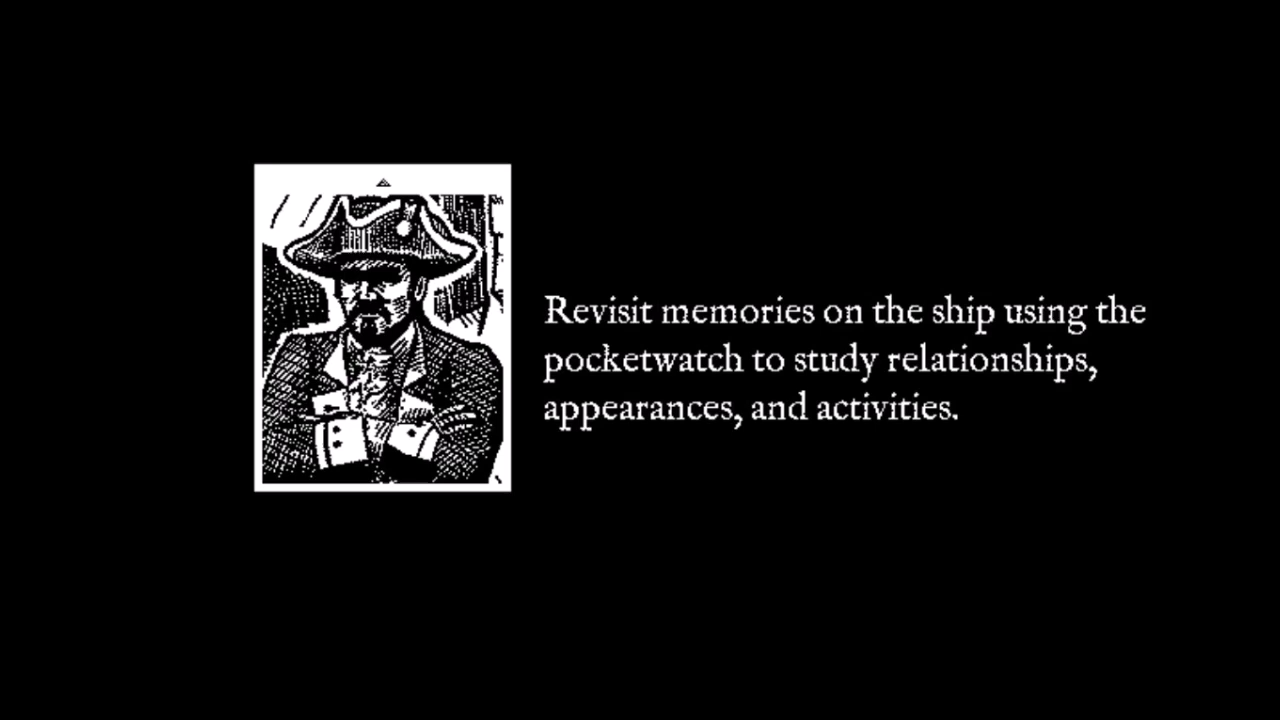 Revisit memories on the ship using the
pocketwatch to study relationships,
appearances, and activities.